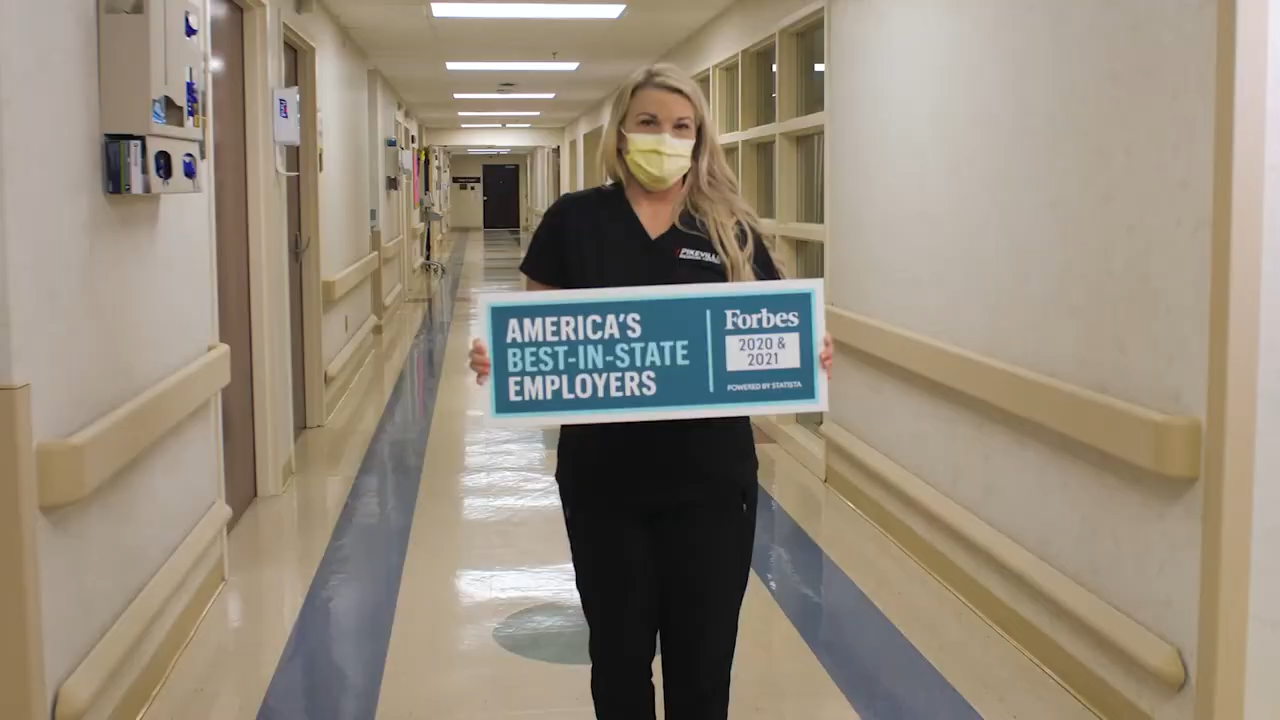 PIKEVILLE
AMERICA'S
BEST-IN-STATE
EMPLOYERS
Forbes
2020 &
2021
POWERED BY STATISTA